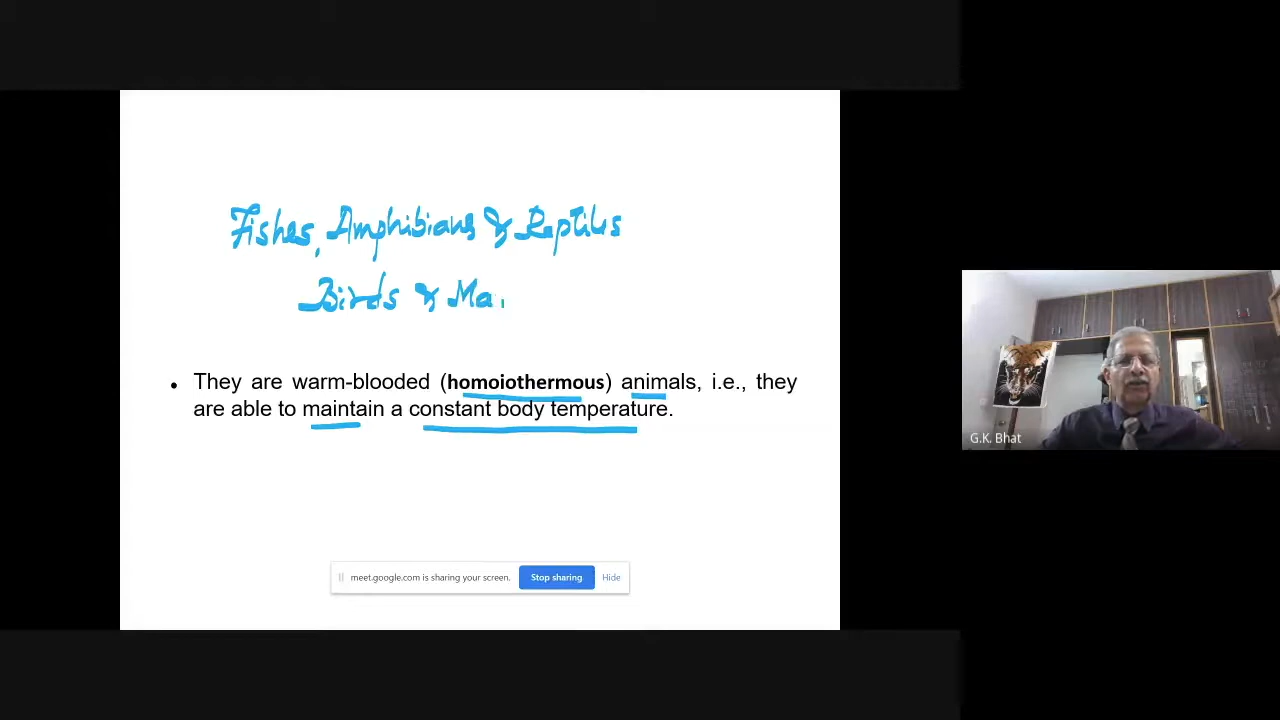 Fishes, Amphibians & Reptiles
Birds & Ma
• They are warm-blooded (homoiothermous) animals, i.e., they
are able to maintain a constant body temperature.
meet.google.com is sharing your screen. Stop sharing Hide
G.K. Bhat